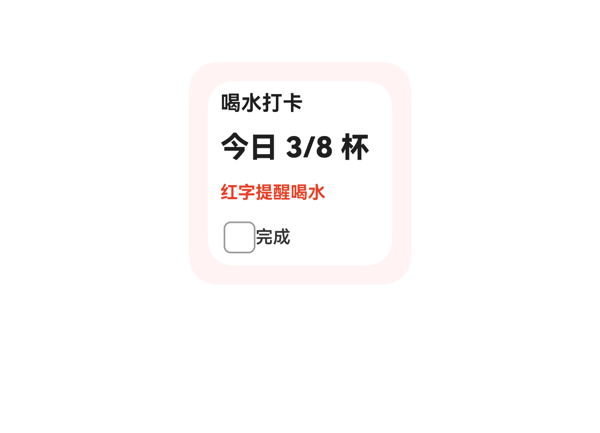 喝水打卡
今日 3/8 杯
红字提醒喝水
完成